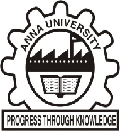 ANNA UNIVERSITY
PROGRESS THROUGH KNOWLEDGE